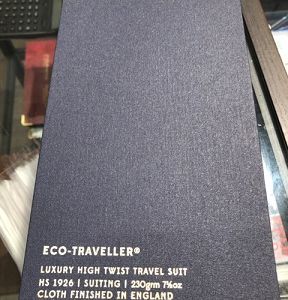 ECO-TRAVELLER®
LUXURY HIGH TWIST TRAVEL SUIT
HS 1926 | SUITING | 230grm 7½oz
CLOTH FINISHED IN ENGLAND